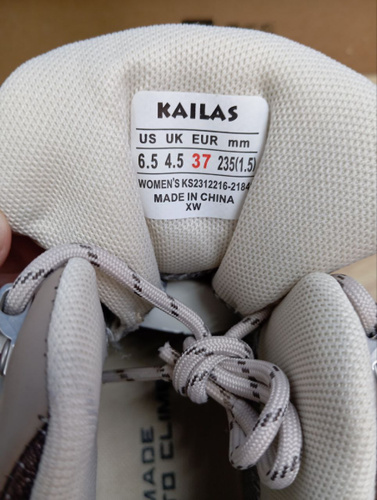 KAILAS
US UK EUR mm
6.5 4.5 37 235(1.5)
WOMEN'S KS2312216-2184
MADE IN CHINA
XW
MADE
TO CLIM